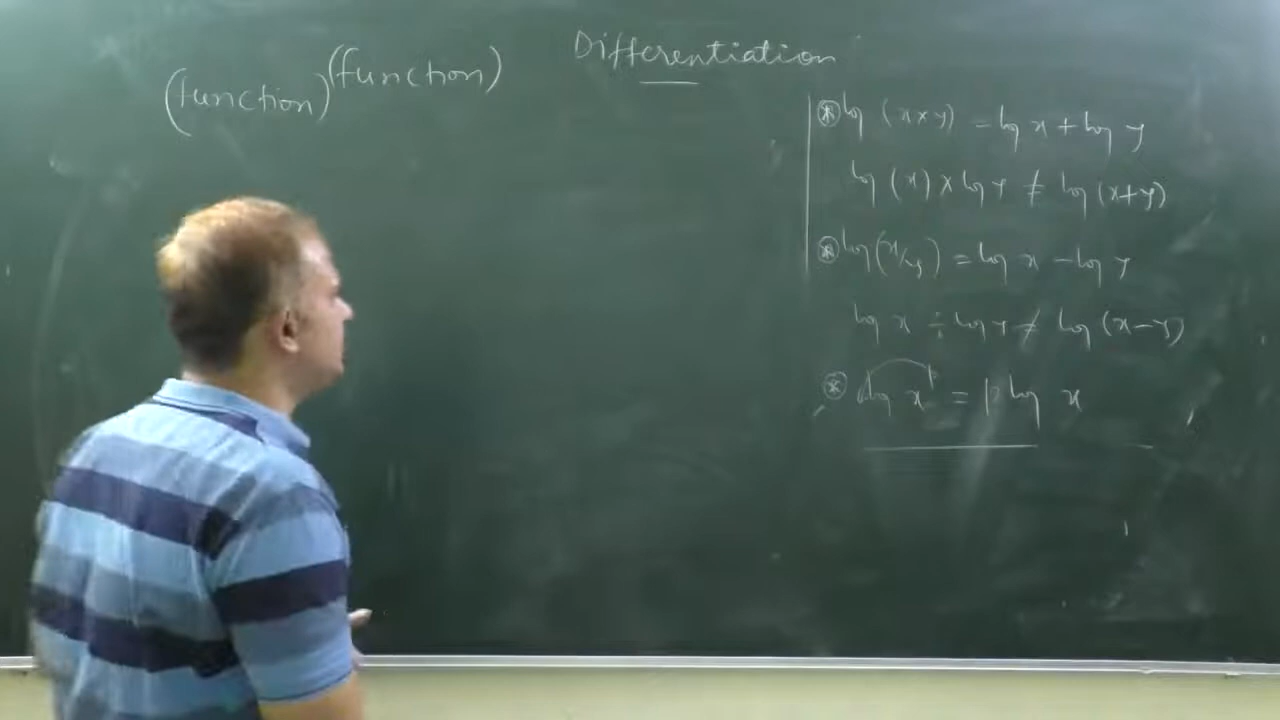 Differentiation
(function)^(function)
⊛ log (x×y) = log x + log y
log (x) × log y ≠ log (x+y)
⊛ log (x/y) = log x - log y
log x ÷ log y ≠ log (x-y)
⊛ log x^p = p log x